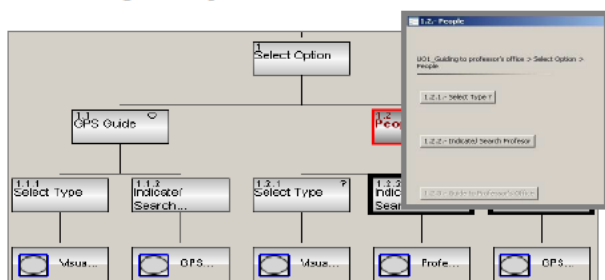 1.2.- People
UO1_Guiding to professor's office > Select Option >
People
1.2.1.- Select Type ?
1.2.2.- Indicate/ Search Profesor
1.2.3.- Guide to Professor's Office
1
Select Option
1.1
GPS Guide
1.2
Peo
1.1.1
Select Type
1.1.2
Indicate/
Search...
1.2.1 ?
Select Type
1.2.2
Indic
Sear
Visua...
GPS...
Visua...
Profe...
GPS...